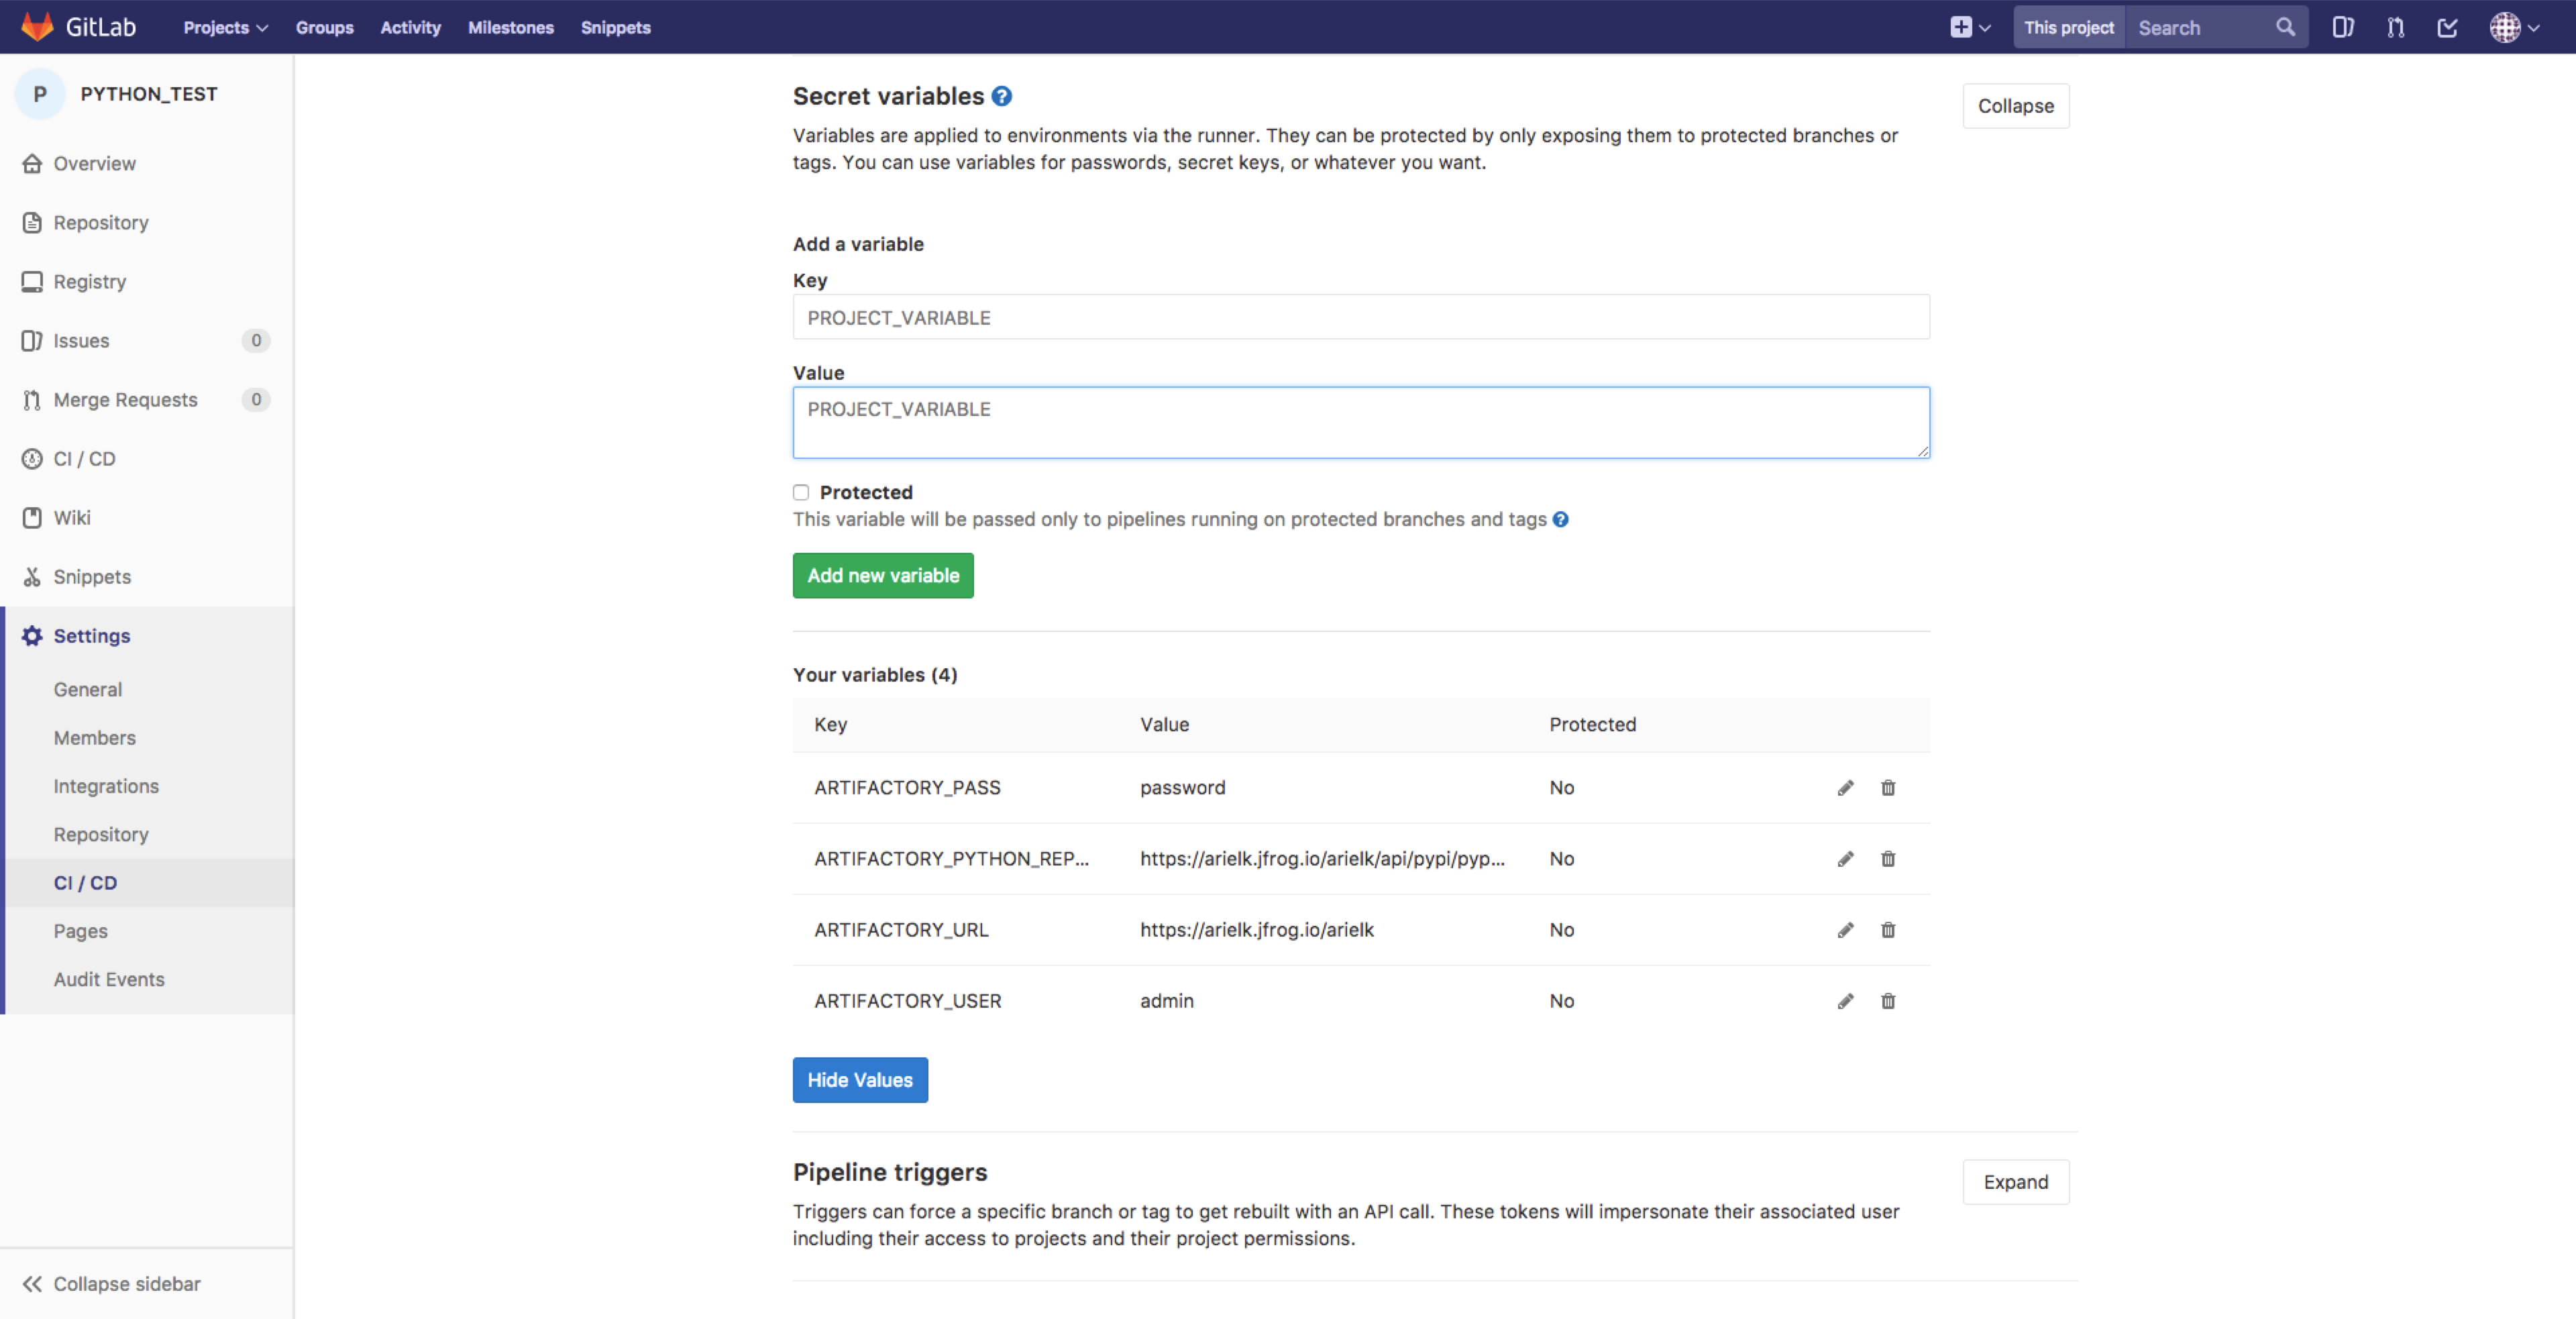 GitLab Projects Groups Activity Milestones Snippets This project Search
P PYTHON_TEST
Overview
Repository
Registry
Issues 0
Merge Requests 0
CI / CD
Wiki
Snippets
Settings
General
Members
Integrations
Repository
CI / CD
Pages
Audit Events
Collapse sidebar
Secret variables ?
Collapse
Variables are applied to environments via the runner. They can be protected by only exposing them to protected branches or
tags. You can use variables for passwords, secret keys, or whatever you want.
Add a variable
Key
PROJECT_VARIABLE
Value
PROJECT_VARIABLE
Protected
This variable will be passed only to pipelines running on protected branches and tags ?
Add new variable
Your variables (4)
Key Value Protected
ARTIFACTORY_PASS password No
ARTIFACTORY_PYTHON_REP... https://arielk.jfrog.io/arielk/api/pypi/pyp... No
ARTIFACTORY_URL https://arielk.jfrog.io/arielk No
ARTIFACTORY_USER admin No
Hide Values
Pipeline triggers
Expand
Triggers can force a specific branch or tag to get rebuilt with an API call. These tokens will impersonate their associated user
including their access to projects and their project permissions.